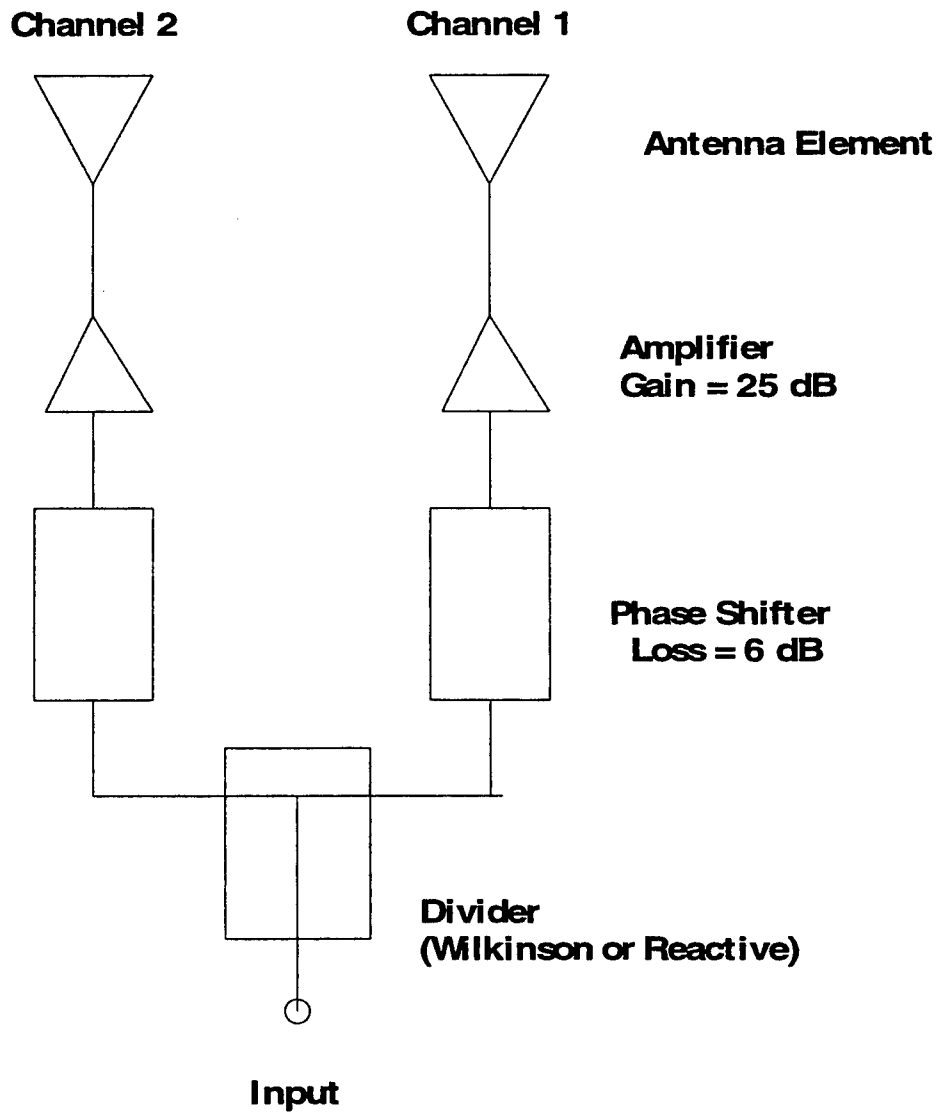 Channel 2
Channel 1
Antenna Element
Amplifier
Gain = 25 dB
Phase Shifter
Loss = 6 dB
Divider
(Wilkinson or Reactive)
Input